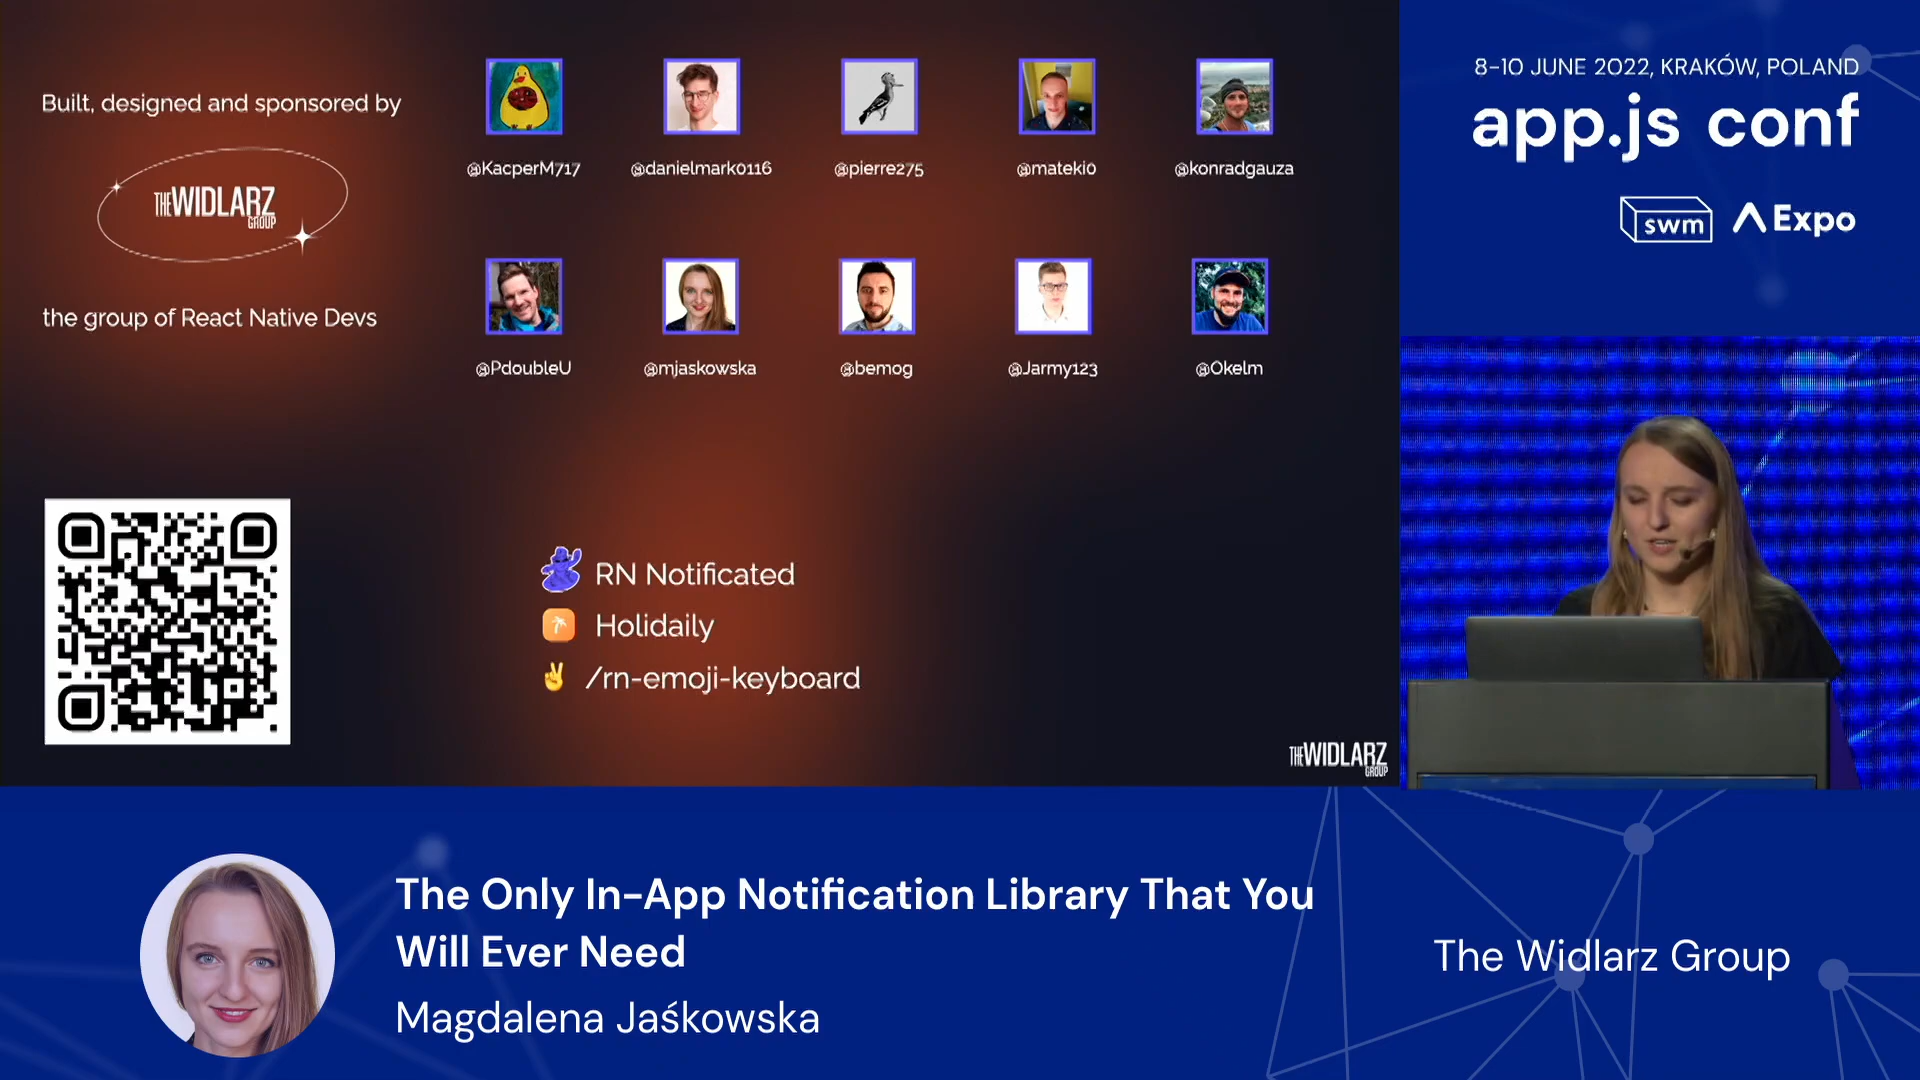 Built, designed and sponsored by
THE WIDLARZ
GROUP
the group of React Native Devs
@KacperM717
@danielmark0116
@pierre275
@mateki0
@konradgauza
@PdoubleU
@mjaskowska
@bemog
@Jarmy123
@Okelm
RN Notificated
Holidaily
/rn-emoji-keyboard
THE WIDLARZ
GROUP
8-10 JUNE 2022, KRAKÓW, POLAND
app.js conf
swm
Expo
The Only In-App Notification Library That You
Will Ever Need
Magdalena Jaśkowska
The Widlarz Group